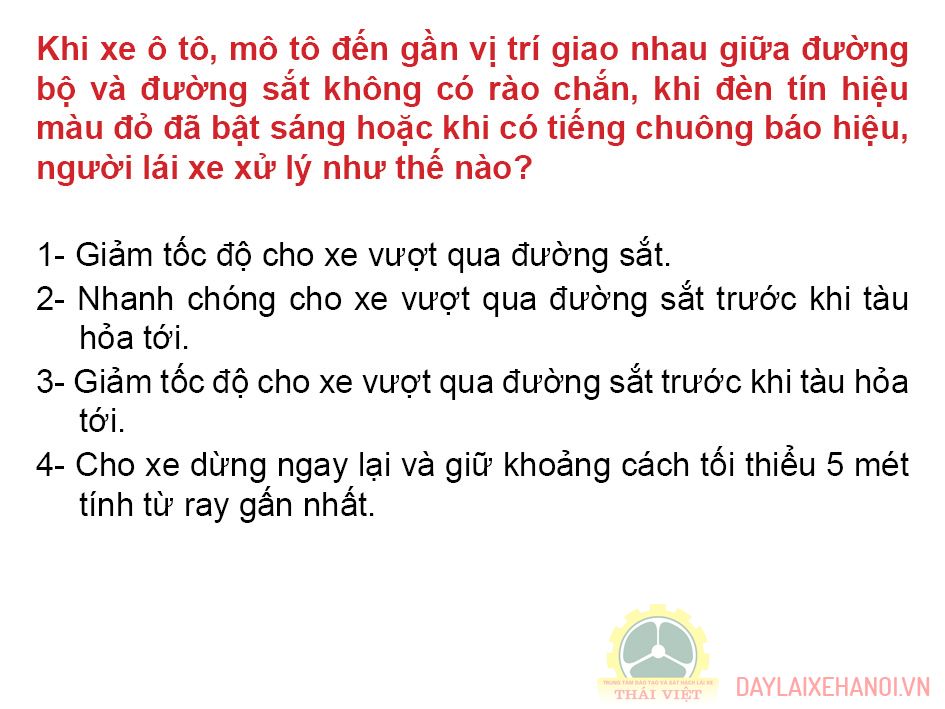 Khi xe ô tô, mô tô đến gần vị trí giao nhau giữa đường
bộ và đường sắt không có rào chắn, khi đèn tín hiệu
màu đỏ đã bật sáng hoặc khi có tiếng chuông báo hiệu,
người lái xe xử lý như thế nào?
1- Giảm tốc độ cho xe vượt qua đường sắt.
2- Nhanh chóng cho xe vượt qua đường sắt trước khi tàu
hỏa tới.
3- Giảm tốc độ cho xe vượt qua đường sắt trước khi tàu hỏa
tới.
4- Cho xe dừng ngay lại và giữ khoảng cách tối thiểu 5 mét
tính từ ray gấn nhất.
TRUNG TÂM ĐÀO TẠO VÀ SÁT HẠCH LÁI XE
THÁI VIỆT
DAYLAIXEHANOI.VN